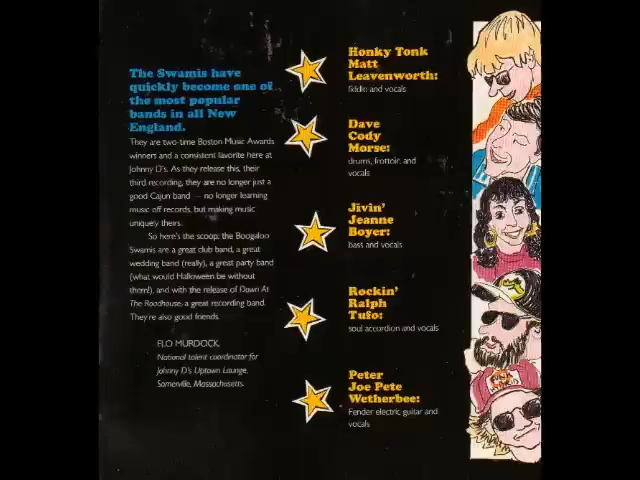 The Swamis have
quickly become one of
the most popular
bands in all New
England.
They are two-time Boston Music Awards
winners and a consistent favorite here at
Johnny D's. As they release this, their
third recording, they are no longer just a
good Cajun band — no longer learning
music off records, but making music
uniquely theirs.
So here's the scoop: the Boogaloo
Swamis are a great club band, a great
wedding band (really), a great party band
(what would Halloween be without
them!), and with the release of Down At
The Roadhouse, a great recording band.
They're also good friends.
FLO MURDOCK,
National talent coordinator for
Johnny D's Uptown Lounge,
Somerville, Massachusetts.
Honky Tonk
Matt
Leavenworth:
fiddle and vocals
Dave
Cody
Morse:
drums, frottoir, and
vocals
Jivin'
Jeanne
Boyer:
bass and vocals
Rockin'
Ralph
Tufo:
soul accordion and vocals
Peter
Joe Pete
Wetherbee:
Fender electric guitar and
vocals